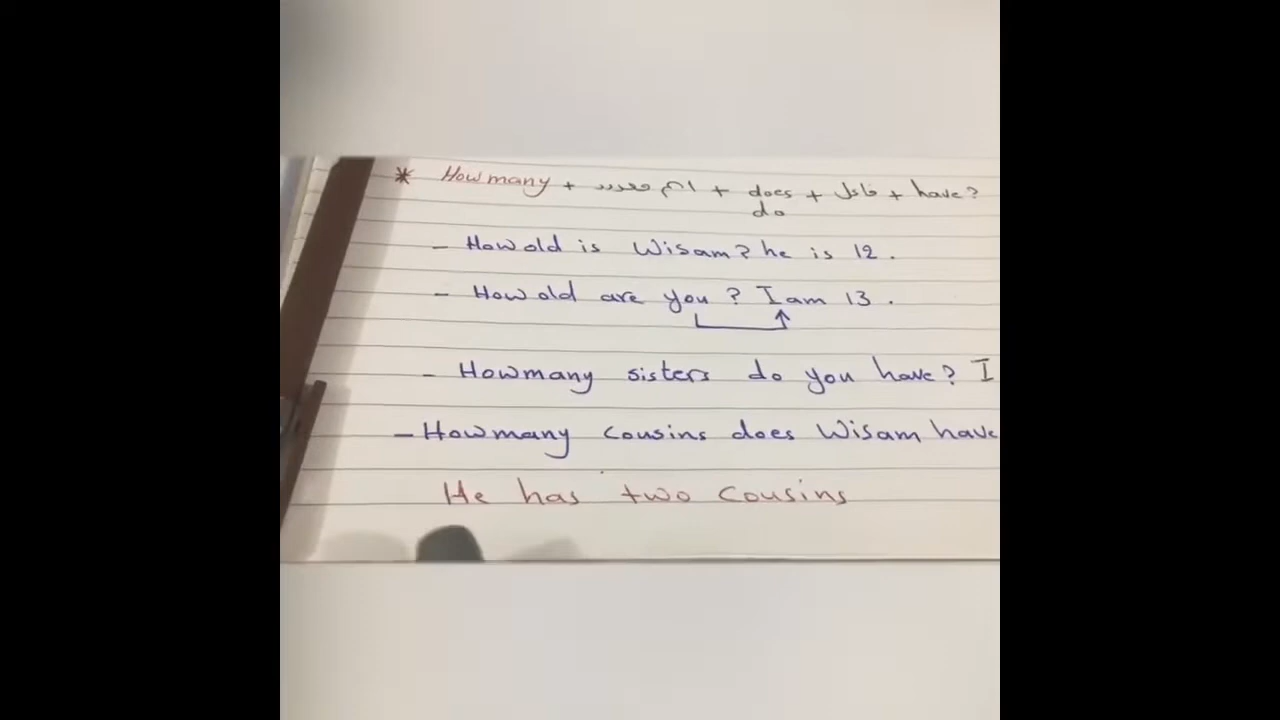 * How many + اسم معدود + does + فاعل + have?
do
- How old is Wisam? he is 12.
- How old are you? I am 13.
- How many sisters do you have? I
- How many cousins does Wisam have
He has two cousins